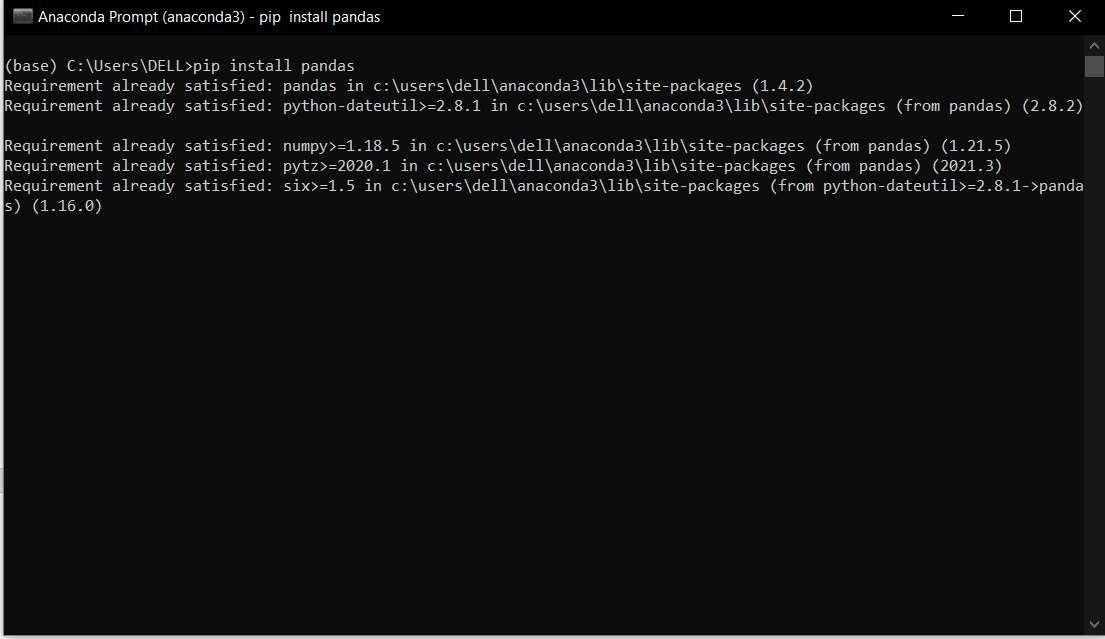 Anaconda Prompt (anaconda3) - pip  install pandas
(base) C:\Users\DELL>pip install pandas
Requirement already satisfied: pandas in c:\users\dell\anaconda3\lib\site-packages (1.4.2)
Requirement already satisfied: python-dateutil>=2.8.1 in c:\users\dell\anaconda3\lib\site-packages (from pandas) (2.8.2)
Requirement already satisfied: numpy>=1.18.5 in c:\users\dell\anaconda3\lib\site-packages (from pandas) (1.21.5)
Requirement already satisfied: pytz>=2020.1 in c:\users\dell\anaconda3\lib\site-packages (from pandas) (2021.3)
Requirement already satisfied: six>=1.5 in c:\users\dell\anaconda3\lib\site-packages (from python-dateutil>=2.8.1->panda
s) (1.16.0)